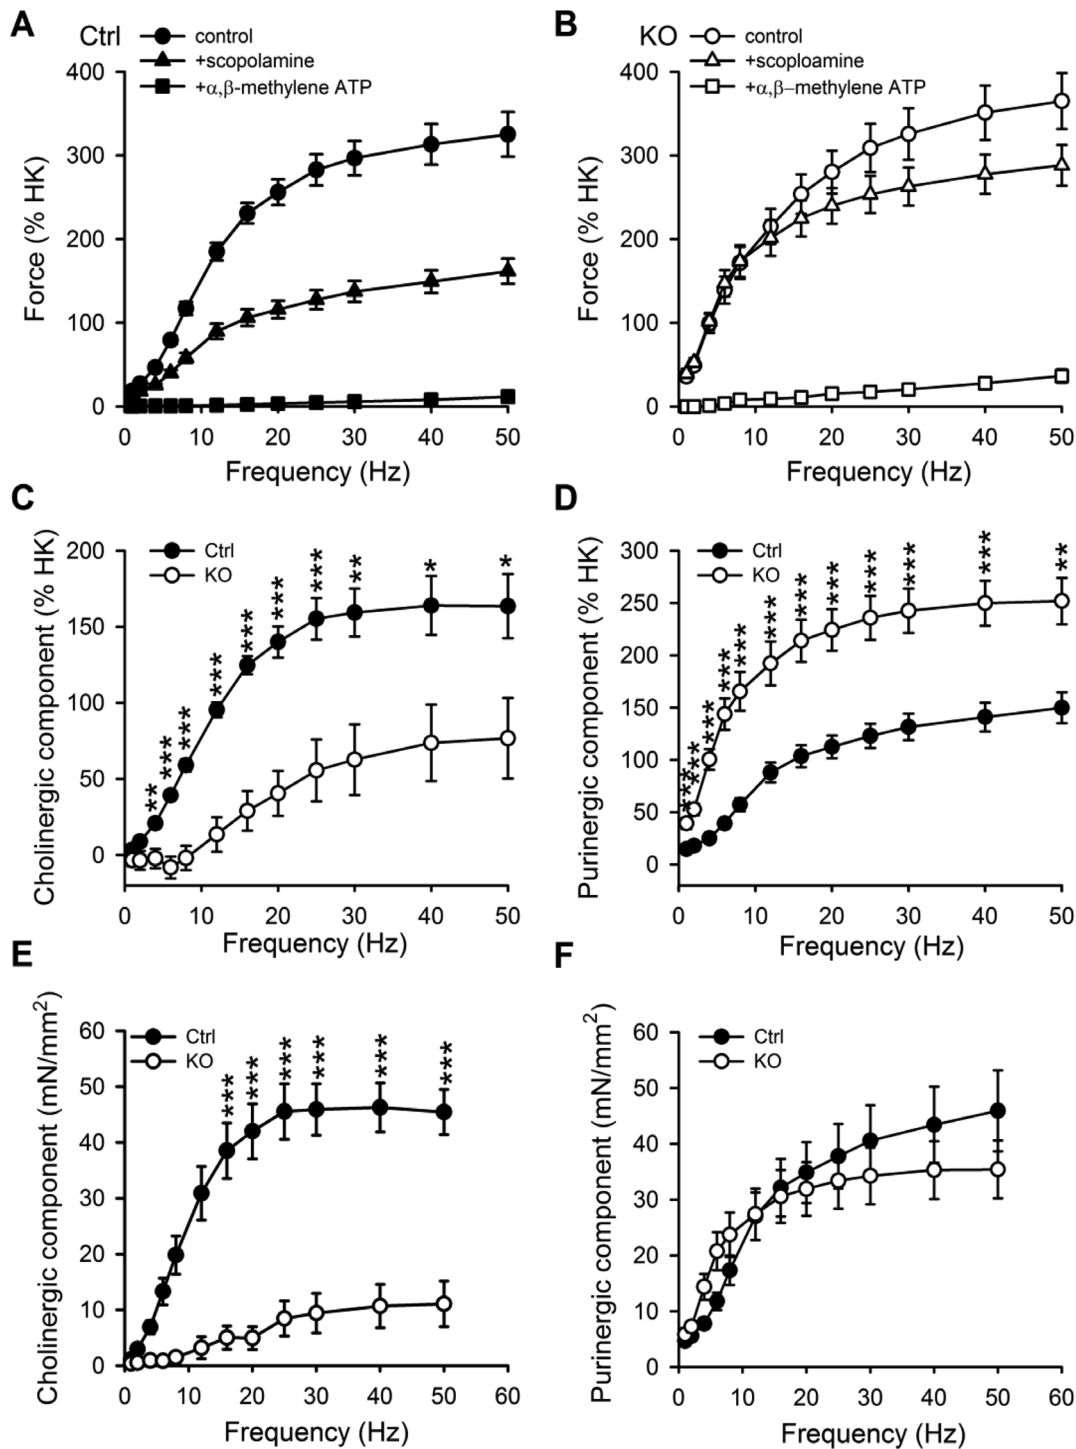 A
Ctrl
control
+scopolamine
+α,β-methylene ATP
400
300
200
100
0
Force (% HK)
0 10 20 30 40 50
Frequency (Hz)
B
KO
control
+scoploamine
+α,β–methylene ATP
400
300
200
100
0
Force (% HK)
0 10 20 30 40 50
Frequency (Hz)
C
Ctrl
KO
200
150
100
50
0
Cholinergic component (% HK)
** *** *** *** *** *** *** ** * *
0 10 20 30 40 50
Frequency (Hz)
D
Ctrl
KO
300
250
200
150
100
50
0
Purinergic component (% HK)
*** *** *** *** *** *** *** *** *** *** *** **
0 10 20 30 40 50
Frequency (Hz)
E
Ctrl
KO
60
50
40
30
20
10
0
Cholinergic component (mN/mm²)
*** *** *** *** *** ***
0 10 20 30 40 50 60
Frequency (Hz)
F
Ctrl
KO
60
50
40
30
20
10
0
Purinergic component (mN/mm²)
0 10 20 30 40 50 60
Frequency (Hz)